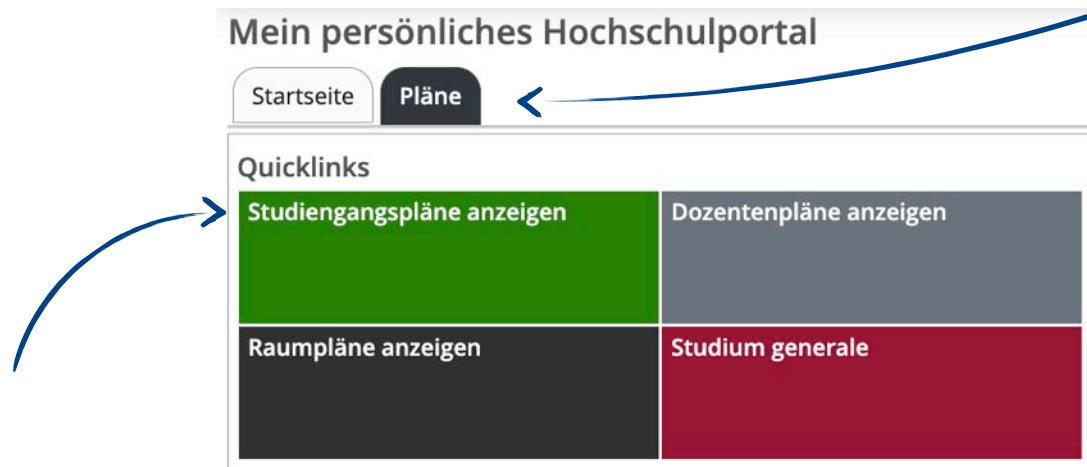 Mein persönliches Hochschulportal
Startseite Pläne
Quicklinks
Studiengangspläne anzeigen Dozentenpläne anzeigen
Raumpläne anzeigen Studium generale